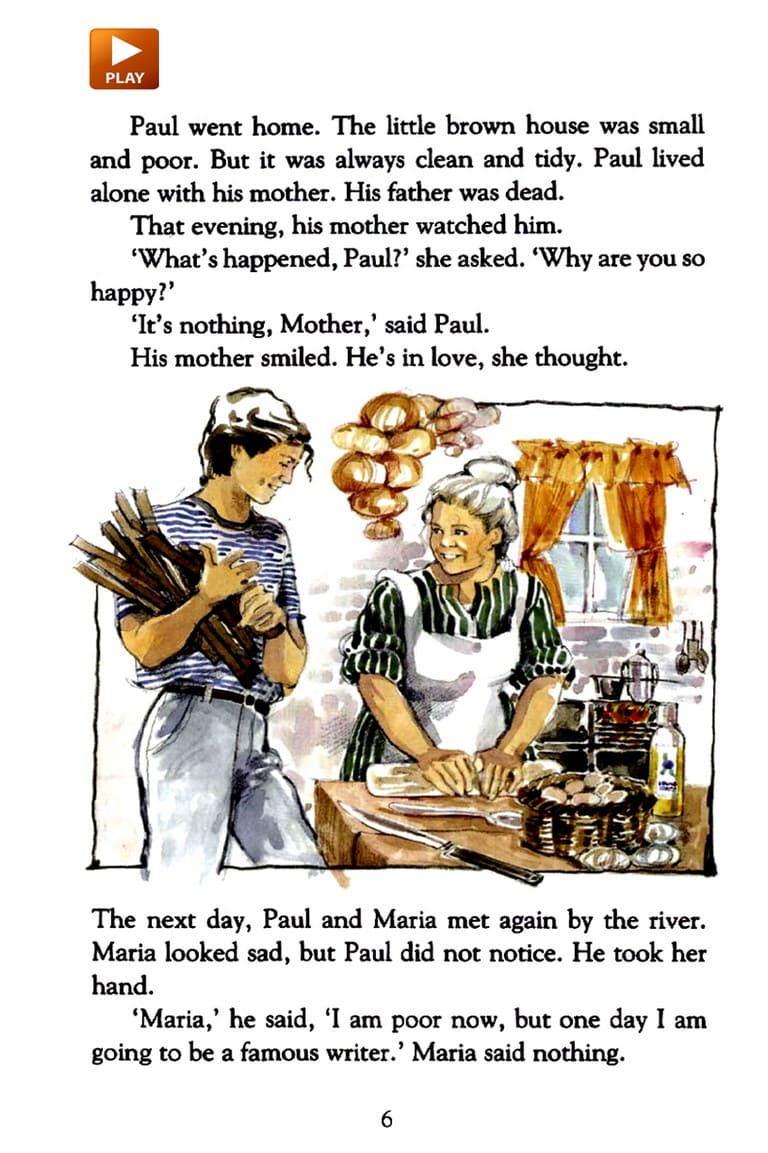 PLAY
Paul went home. The little brown house was small
and poor. But it was always clean and tidy. Paul lived
alone with his mother. His father was dead.
That evening, his mother watched him.
‘What’s happened, Paul?’ she asked. ‘Why are you so
happy?’
‘It’s nothing, Mother,’ said Paul.
His mother smiled. He’s in love, she thought.
The next day, Paul and Maria met again by the river.
Maria looked sad, but Paul did not notice. He took her
hand.
‘Maria,’ he said, ‘I am poor now, but one day I am
going to be a famous writer.’ Maria said nothing.
6